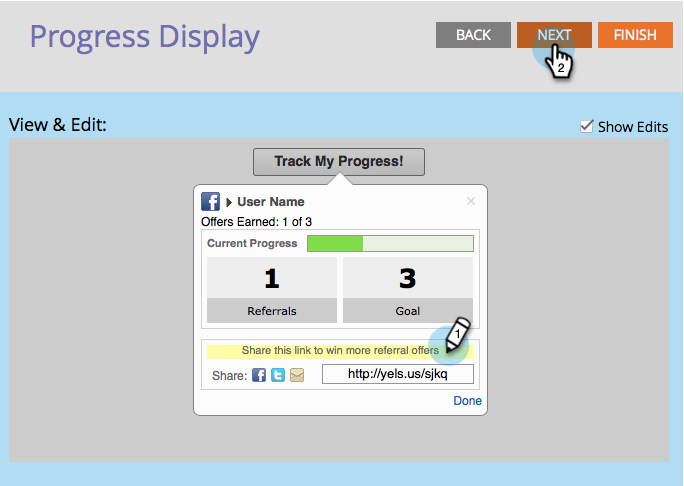 Progress Display
BACK
NEXT
FINISH
2
View & Edit:
Show Edits
Track My Progress!
User Name
Offers Earned: 1 of 3
Current Progress
1
3
Referrals
Goal
1
Share this link to win more referral offers
Share:
http://yels.us/sjkq
Done